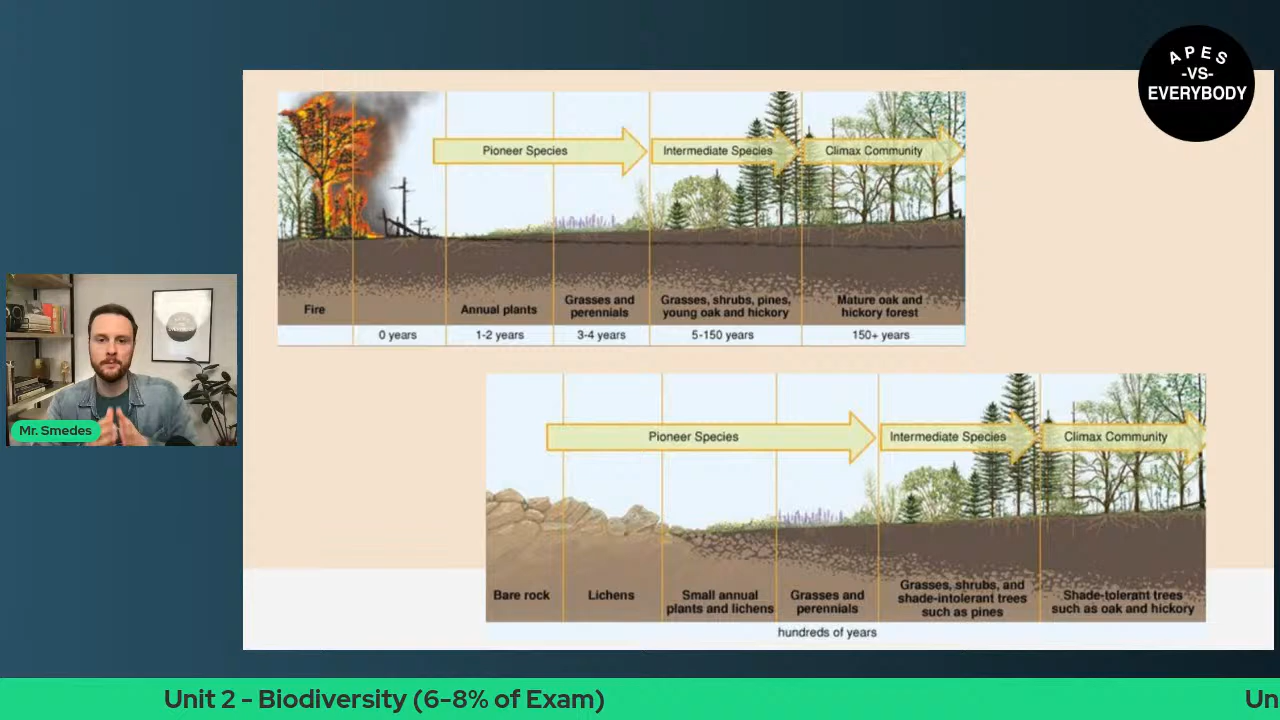 APES
-VS-
EVERYBODY
Pioneer Species
Intermediate Species
Climax Community
Fire
Annual plants
Grasses and
perennials
Grasses, shrubs, pines,
young oak and hickory
Mature oak and
hickory forest
0 years
1-2 years
3-4 years
5-150 years
150+ years
Pioneer Species
Intermediate Species
Climax Community
Bare rock
Lichens
Small annual
plants and lichens
Grasses and
perennials
Grasses, shrubs, and
shade-intolerant trees
such as pines
Shade-tolerant trees
such as oak and hickory
hundreds of years
Mr. Smedes
Unit 2 - Biodiversity (6-8% of Exam)
Un